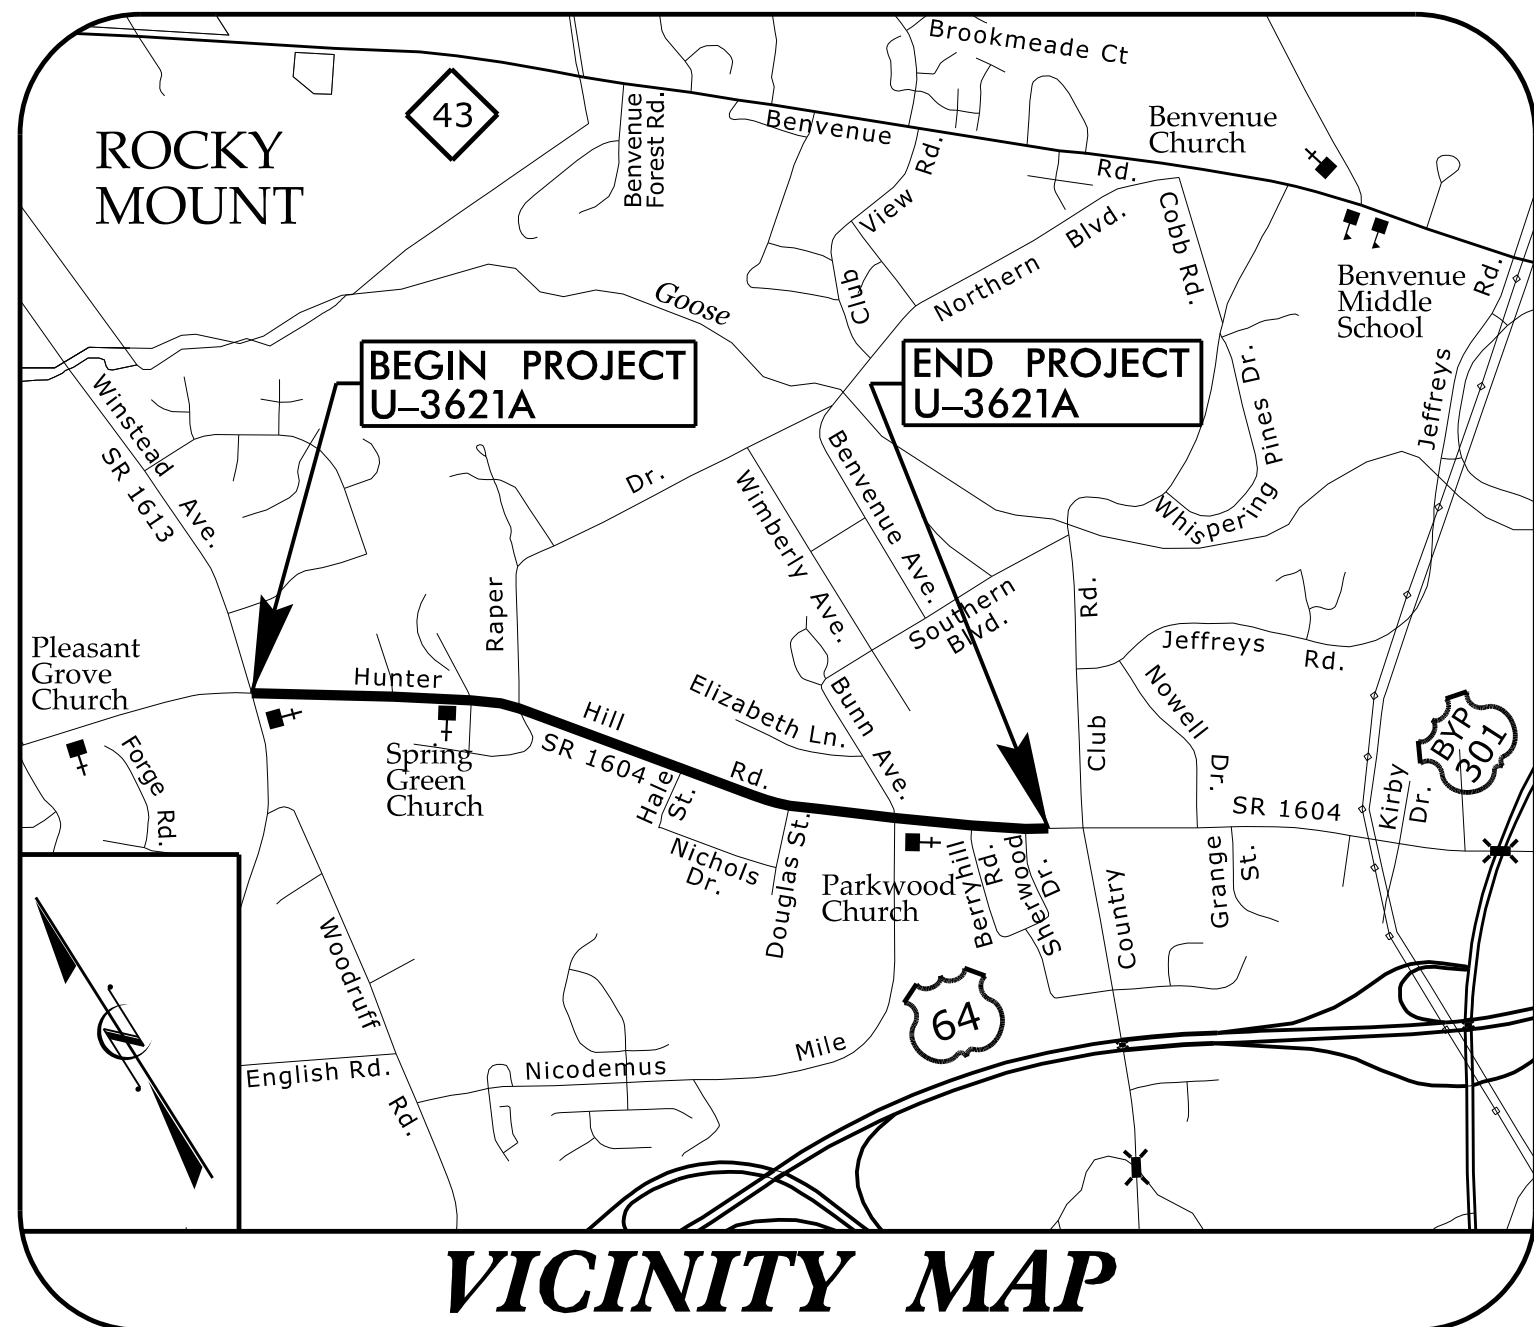 Brookmeade Ct
43
ROCKY
MOUNT
Benvenue
Forest Rd.
Benvenue
Rd.
Rd.
Benvenue
Church
View
Club
Northern
Blvd.
Cobb Rd.
Goose
Benvenue
Middle
School
Rd.
Jeffreys
BEGIN PROJECT
U–3621A
END PROJECT
U–3621A
Winstead
Ave.
SR 1613
Dr.
Wimberly
Ave.
Benvenue
Ave.
Whispering
Pines Dr.
Raper
Southern
Blvd.
Rd.
Club
Jeffreys
Rd.
Nowell
Dr.
Pleasant
Grove
Church
Hunter
Hill
Rd.
SR 1604
Elizabeth Ln.
Bunn
Ave.
BYP
301
Forge
Rd.
Spring
Green
Church
Hale
St.
Nichols
Dr.
Douglas St.
SR 1604
Kirby
Dr.
Parkwood
Church
Berryhill
Rd.
Sherwood
Dr.
Country
Grange
St.
N
Woodruff
Rd.
English Rd.
Nicodemus
Mile
64
VICINITY MAP